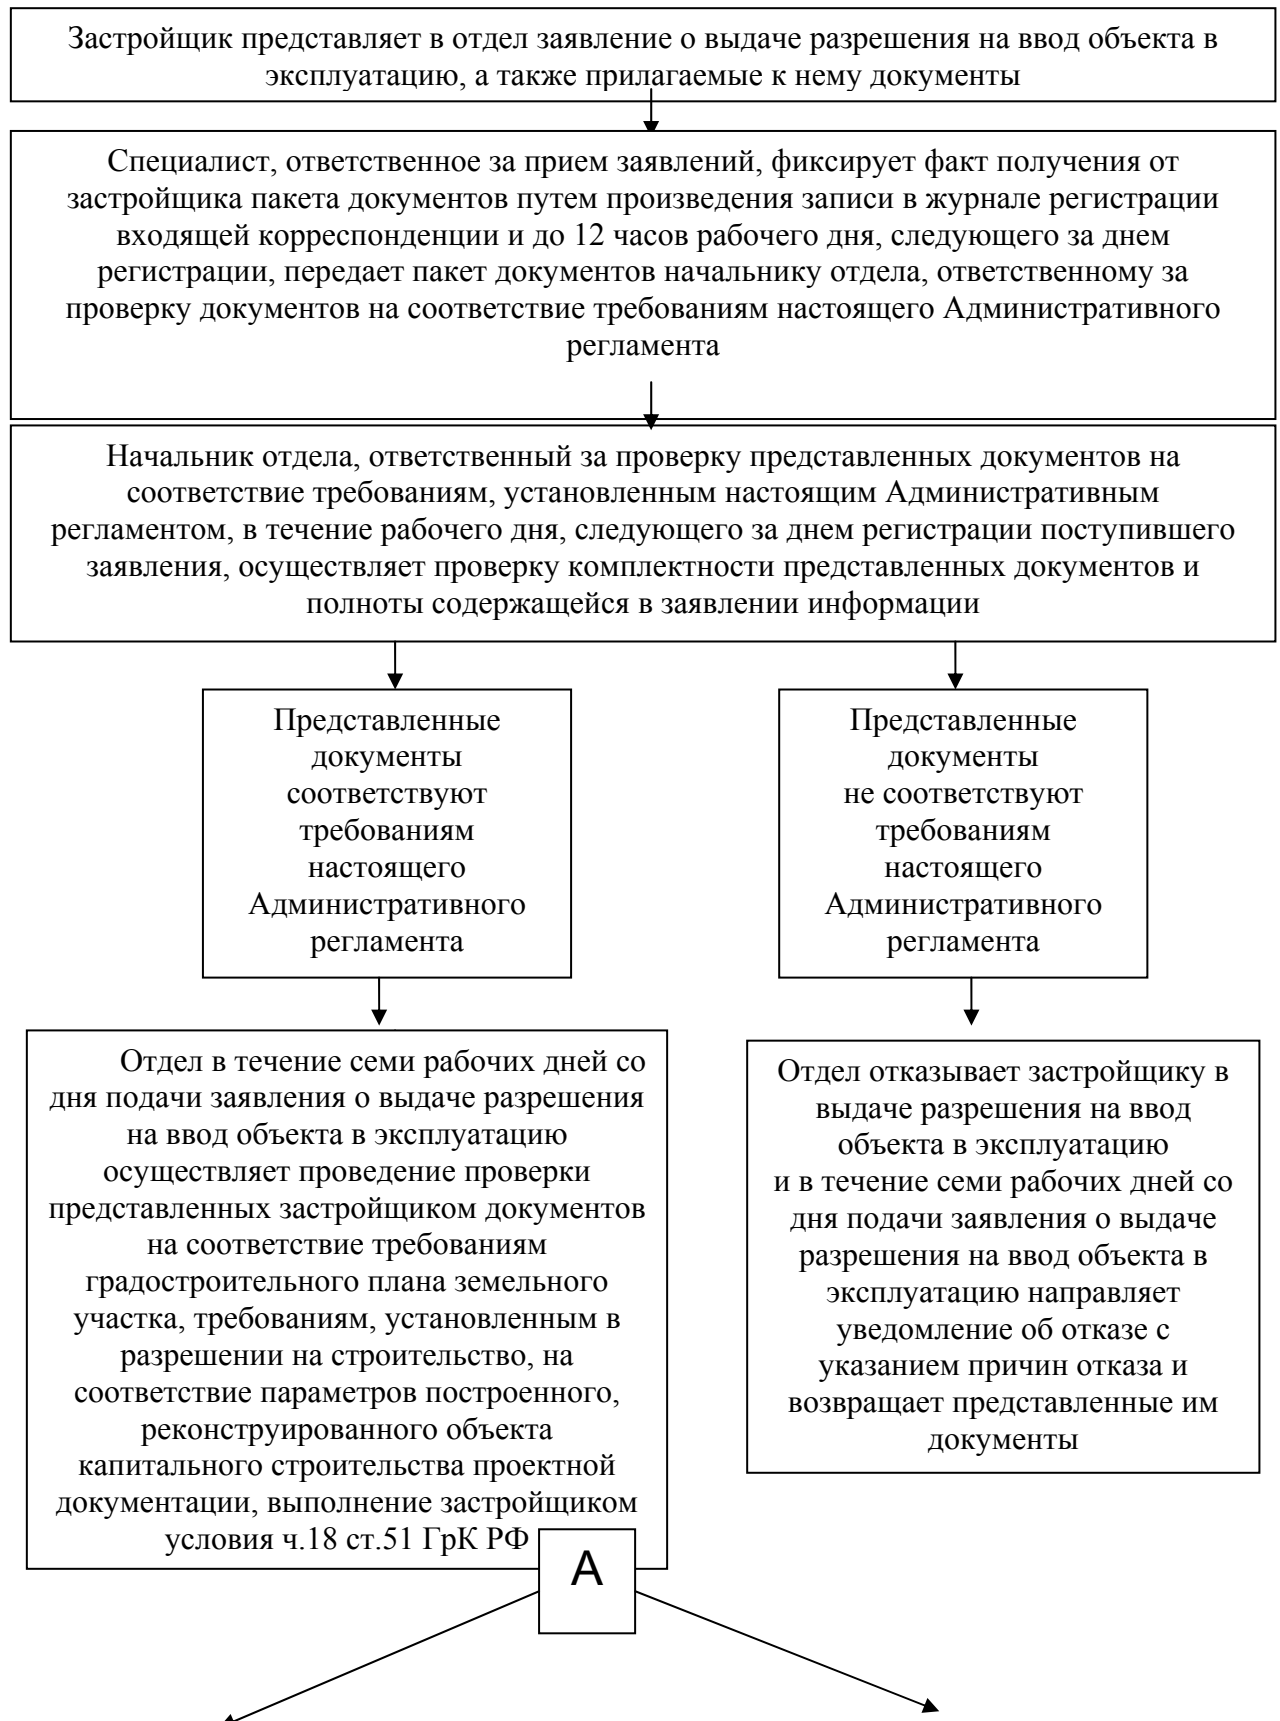 Застройщик представляет в отдел заявление о выдаче разрешения на ввод объекта в
эксплуатацию, а также прилагаемые к нему документы
Специалист, ответственное за прием заявлений, фиксирует факт получения от
застройщика пакета документов путем произведения записи в журнале регистрации
входящей корреспонденции и до 12 часов рабочего дня, следующего за днем
регистрации, передает пакет документов начальнику отдела, ответственному за
проверку документов на соответствие требованиям настоящего Административного
регламента
Начальник отдела, ответственный за проверку представленных документов на
соответствие требованиям, установленным настоящим Административным
регламентом, в течение рабочего дня, следующего за днем регистрации поступившего
заявления, осуществляет проверку комплектности представленных документов и
полноты содержащейся в заявлении информации
Представленные
документы
соответствуют
требованиям
настоящего
Административного
регламента
Представленные
документы
не соответствуют
требованиям
настоящего
Административного
регламента
Отдел в течение семи рабочих дней со
дня подачи заявления о выдаче разрешения
на ввод объекта в эксплуатацию
осуществляет проведение проверки
представленных застройщиком документов
на соответствие требованиям
градостроительного плана земельного
участка, требованиям, установленным в
разрешении на строительство, на
соответствие параметров построенного,
реконструированного объекта
капитального строительства проектной
документации, выполнение застройщиком
условия ч.18 ст.51 ГрК РФ
Отдел отказывает застройщику в
выдаче разрешения на ввод
объекта в эксплуатацию
и в течение семи рабочих дней со
дня подачи заявления о выдаче
разрешения на ввод объекта в
эксплуатацию направляет
уведомление об отказе с
указанием причин отказа и
возвращает представленные им
документы
А